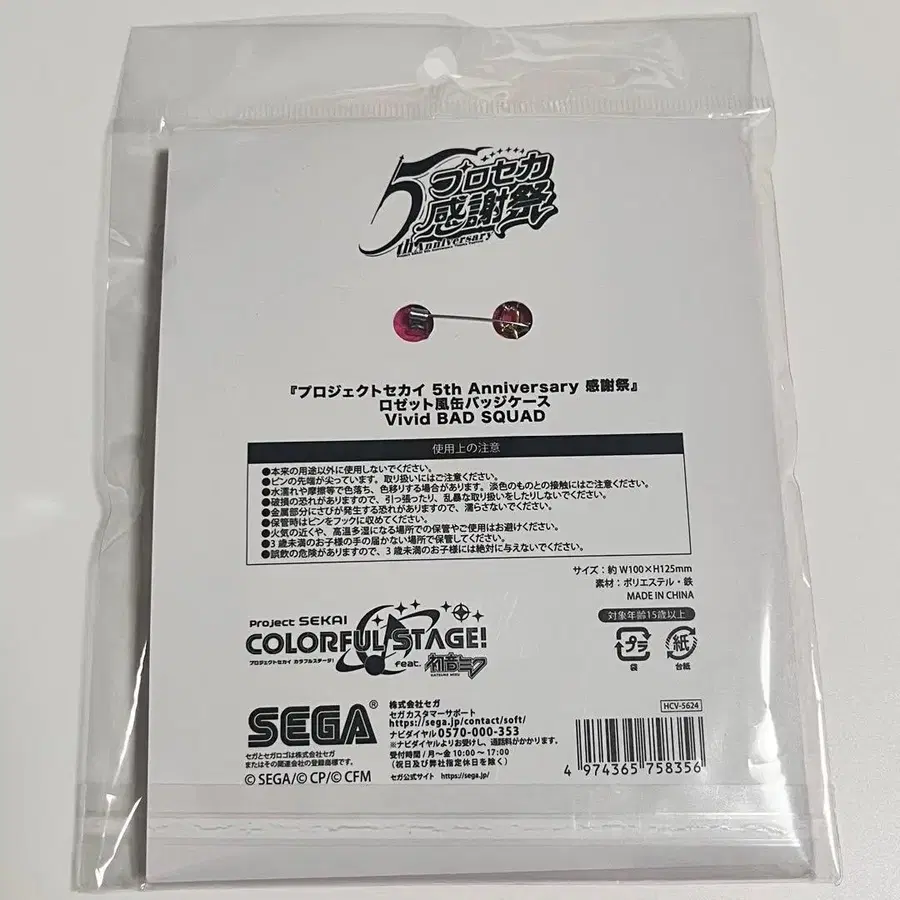 5th Anniversary
プロセカ
感謝祭
『プロジェクトセカイ 5th Anniversary 感謝祭』
ロゼット風缶バッジケース
Vivid BAD SQUAD
使用上の注意
●本来の用途以外に使用しないでください。
●ピンの先端が尖っています。取り扱いにはご注意ください。
●水濡れや摩擦等で色落ち、色移りする場合があります。淡色のものとの接触にはご注意ください。
●破損の恐れがありますので、引っ張ったり、乱暴な取り扱いをしたりしないでください。
●金属部分にさびが発生する恐れがありますので、濡らさないでください。
●保管時はピンをフックに収めてください。
●火気の近くや、高温多湿になる場所での保管やご使用はお避けください。
●3歳未満のお子様の手の届かない場所で保管してください。
●誤飲の危険がありますので、3歳未満のお子様には絶対に与えないでください。
サイズ：約 W100×H125mm
素材：ポリエステル・鉄
MADE IN CHINA
対象年齢15歳以上
プラ
袋
紙
台紙
Project SEKAI
COLORFUL STAGE!
プロジェクトセカイ カラフルステージ！
feat. 初音ミク
HATSUNE MIKU
SEGA®
セガとセガロゴは株式会社セガ
またはその関連会社の登録商標です。
© SEGA/© CP/© CFM
株式会社セガ
セガ カスタマーサポート
https://sega.jp/contact/soft/
ナビダイヤル 0570-000-353
※ナビダイヤルよりお受けし、通話料がかかります。
受付時間 / 月～金 10:00～17:00
（祝日及び弊社指定休日を除く）
セガ公式サイト https://sega.jp/
HCV-5624
4 974365 758356